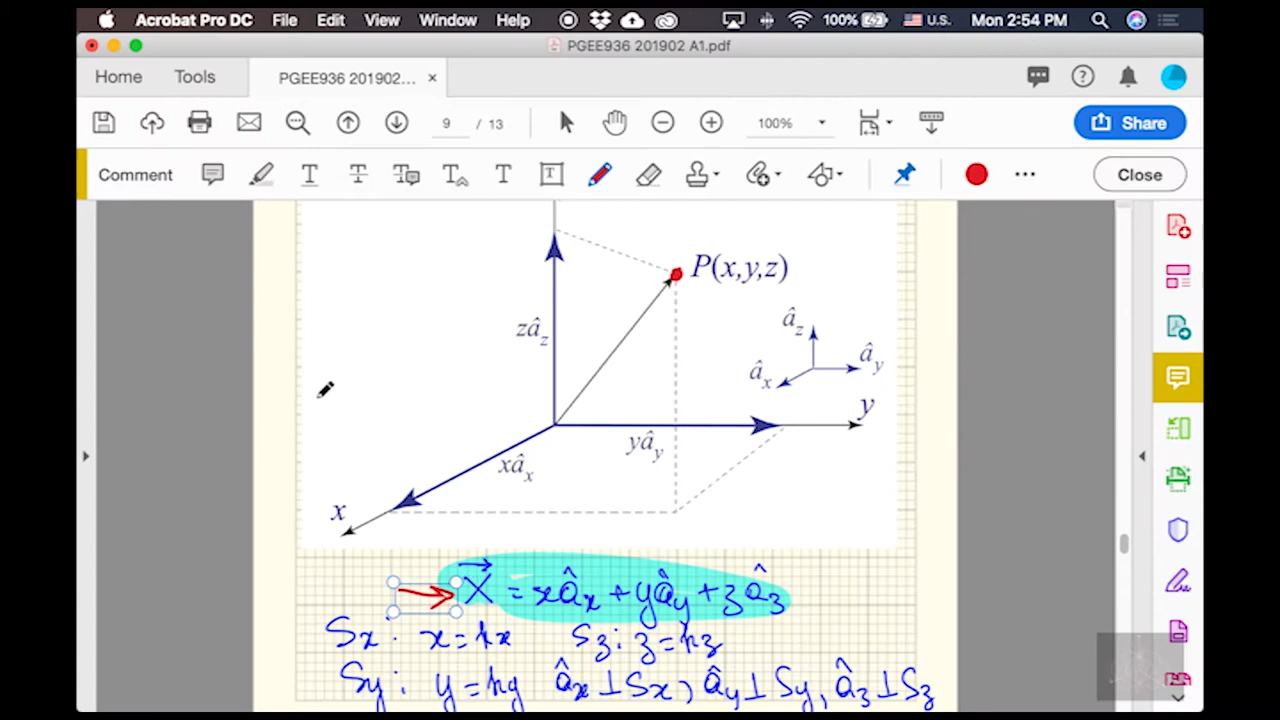 Acrobat Pro DC File Edit View Window Help 100% U.S. Mon 2:54 PM
PGEE936 201902 A1.pdf
Home Tools PGEE936 201902... ×
9 / 13 100% Share
Comment Close
P(x,y,z)
zâz
âz
ây
âx
y
yây
xâx
x
X⃗ = xâx + yây + zâz
Sx: x = kx Sz: z = kz
Sy: y = ky âx ⊥ Sx, ây ⊥ Sy, âz ⊥ Sz